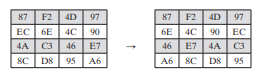 87 F2 4D 97 87 F2 4D 97
EC 6E 4C 90 6E 4C 90 EC
4A C3 46 E7 → 46 E7 4A C3
8C D8 95 A6 A6 8C D8 95